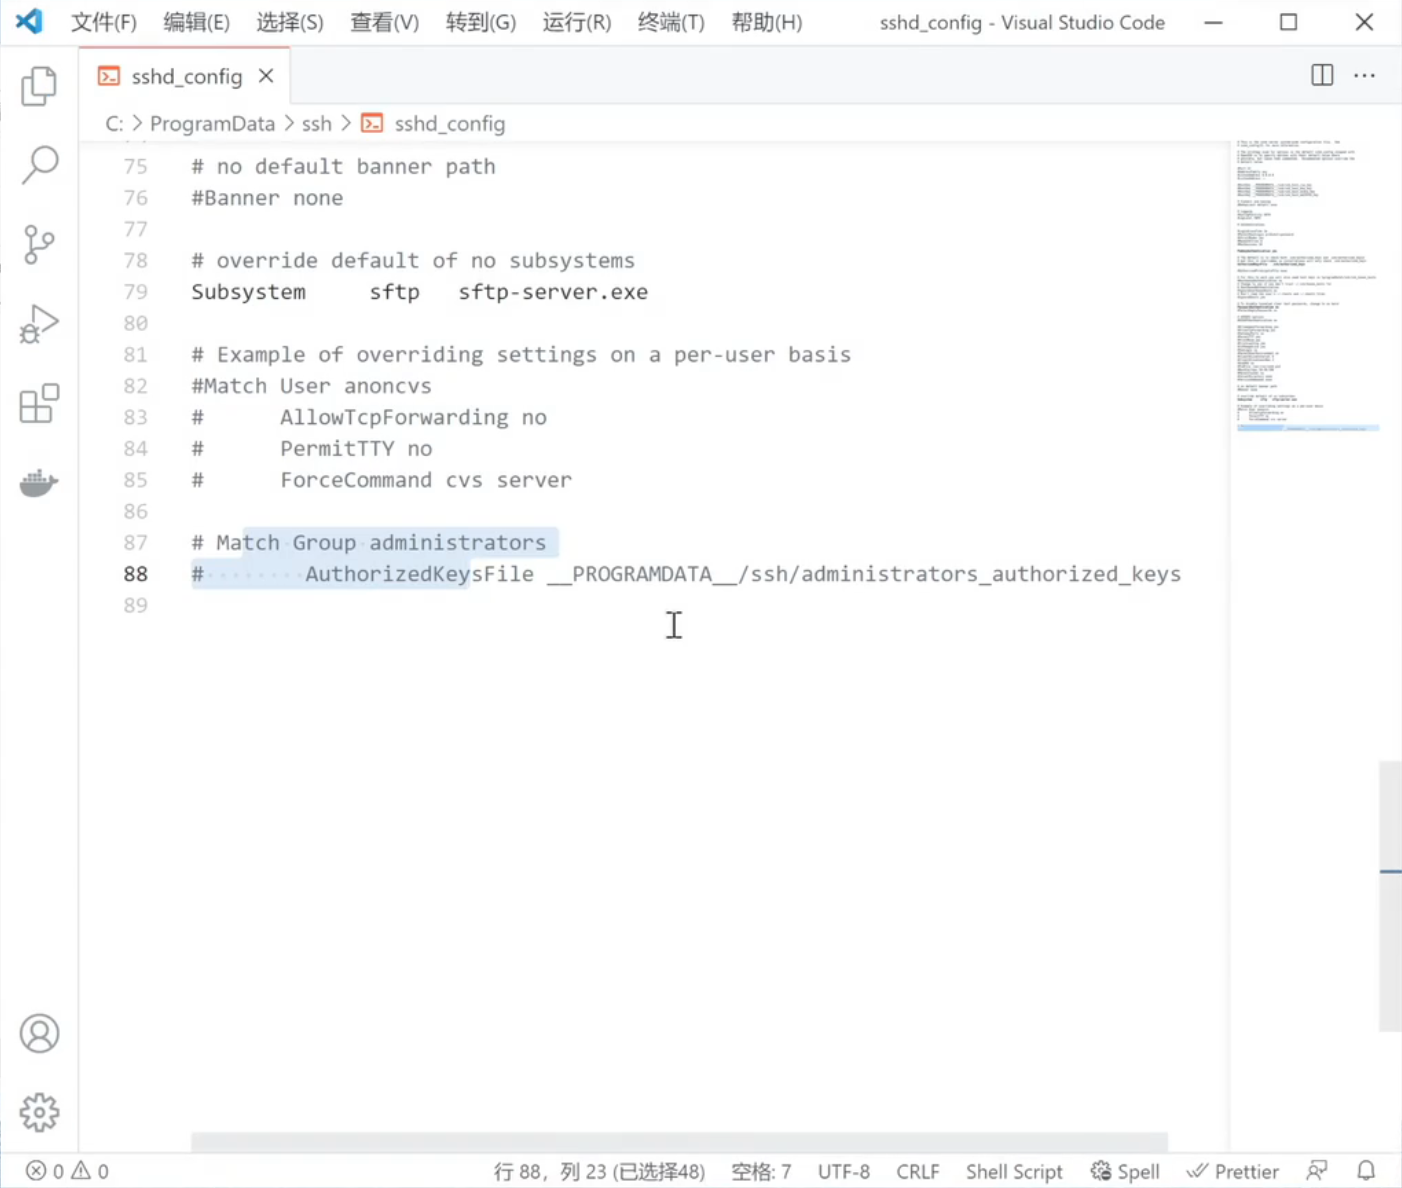 文件(F) 编辑(E) 选择(S) 查看(V) 转到(G) 运行(R) 终端(T) 帮助(H) sshd_config - Visual Studio Code
sshd_config
C: > ProgramData > ssh > sshd_config
75 # no default banner path
76 #Banner none
77
78 # override default of no subsystems
79 Subsystem sftp sftp-server.exe
80
81 # Example of overriding settings on a per-user basis
82 #Match User anoncvs
83 # AllowTcpForwarding no
84 # PermitTTY no
85 # ForceCommand cvs server
86
87 # Match Group administrators
88 # AuthorizedKeysFile __PROGRAMDATA__/ssh/administrators_authorized_keys
89
0 0 行 88，列 23 (已选择48) 空格: 7 UTF-8 CRLF Shell Script Spell Prettier